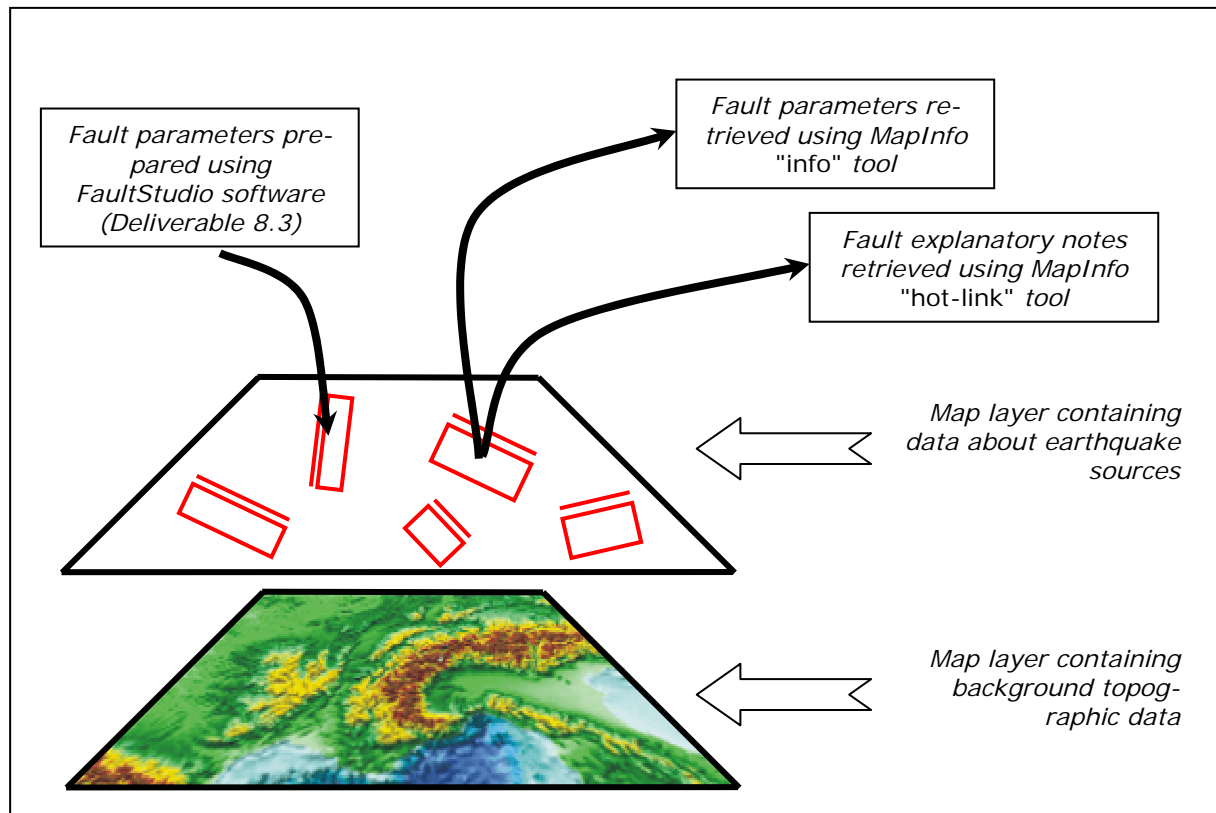 Fault parameters pre-
pared using
FaultStudio software
(Deliverable 8.3)
Fault parameters re-
trieved using MapInfo
"info" tool
Fault explanatory notes
retrieved using MapInfo
"hot-link" tool
Map layer containing
data about earthquake
sources
Map layer containing
background topog-
raphic data